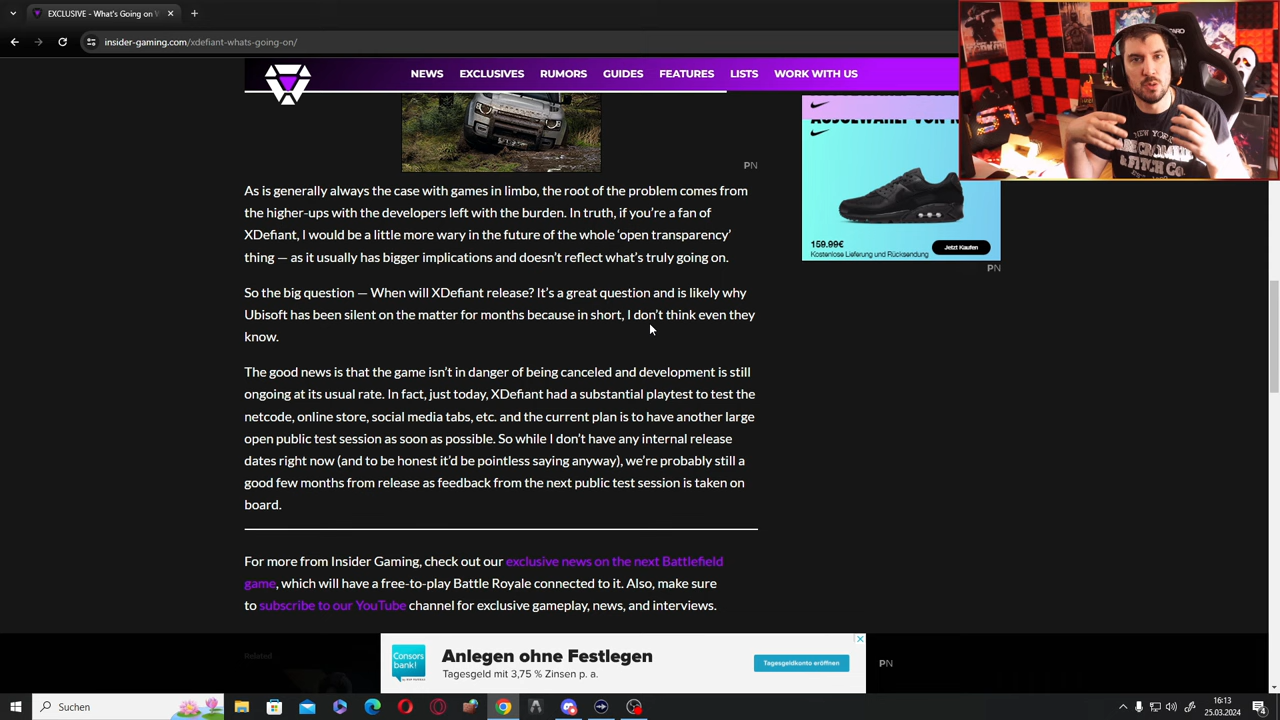 EXCLUSIVE - What's Going on W
insider-gaming.com/xdefiant-whats-going-on/
NEWS EXCLUSIVES RUMORS GUIDES FEATURES LISTS WORK WITH US
PN
159.99€
Jetzt Kaufen
Kostenlose Lieferung und Rücksendung
PN
As is generally always the case with games in limbo, the root of the problem comes from
the higher-ups with the developers left with the burden. In truth, if you’re a fan of
XDefiant, I would be a little more wary in the future of the whole ‘open transparency’
thing — as it usually has bigger implications and doesn’t reflect what’s truly going on.
So the big question — When will XDefiant release? It’s a great question and is likely why
Ubisoft has been silent on the matter for months because in short, I don’t think even they
know.
The good news is that the game isn’t in danger of being canceled and development is still
ongoing at its usual rate. In fact, just today, XDefiant had a substantial playtest to test the
netcode, online store, social media tabs, etc. and the current plan is to have another large
open public test session as soon as possible. So while I don’t have any internal release
dates right now (and to be honest it’d be pointless saying anyway), we’re probably still a
good few months from release as feedback from the next public test session is taken on
board.
For more from Insider Gaming, check out our exclusive news on the next Battlefield
game, which will have a free-to-play Battle Royale connected to it. Also, make sure
to subscribe to our YouTube channel for exclusive gameplay, news, and interviews.
Related
Consors
bank!
Anlegen ohne Festlegen
Tagesgeld mit 3,75 % Zinsen p. a.
Tagesgeldkonto eröffnen
PN
Suchen
16:13
25.03.2024
4